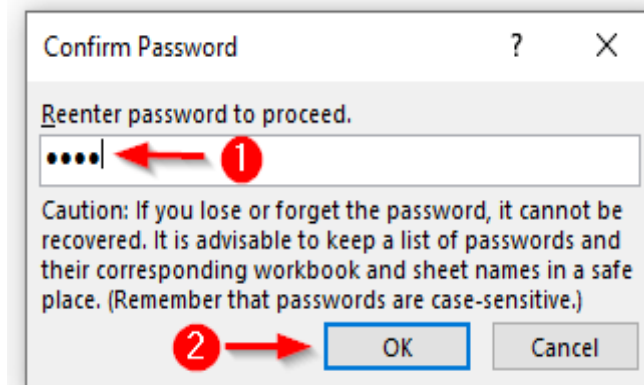 Confirm Password ? X
Reenter password to proceed.
•••• 1
Caution: If you lose or forget the password, it cannot be
recovered. It is advisable to keep a list of passwords and
their corresponding workbook and sheet names in a safe
place. (Remember that passwords are case-sensitive.)
2 OK Cancel